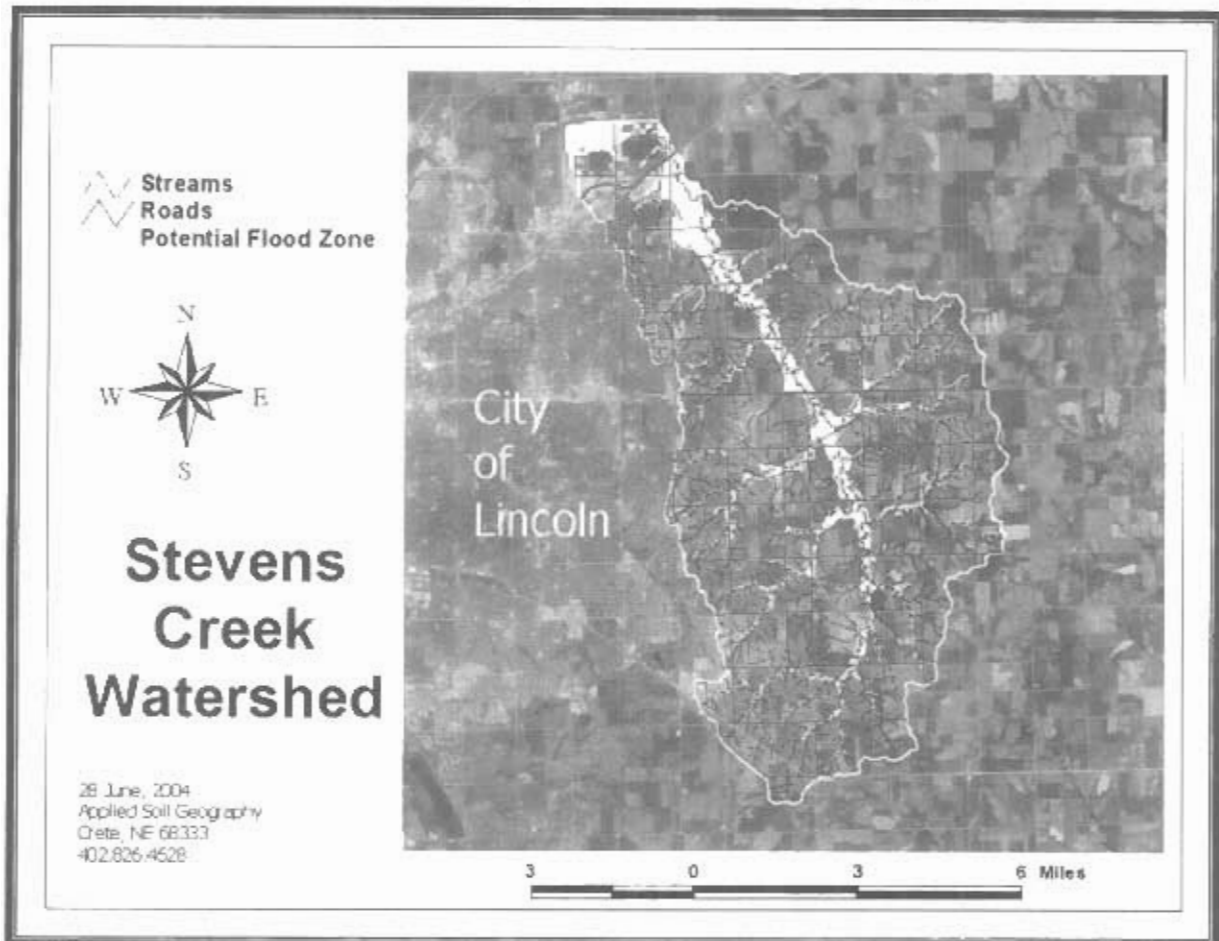 Streams
Roads
Potential Flood Zone
N
W E
S
Stevens
Creek
Watershed
28 June, 2004
Applied Soil Geography
Crete, NE 68333
402.826.4628
City
of
Lincoln
3 0 3 6 Miles